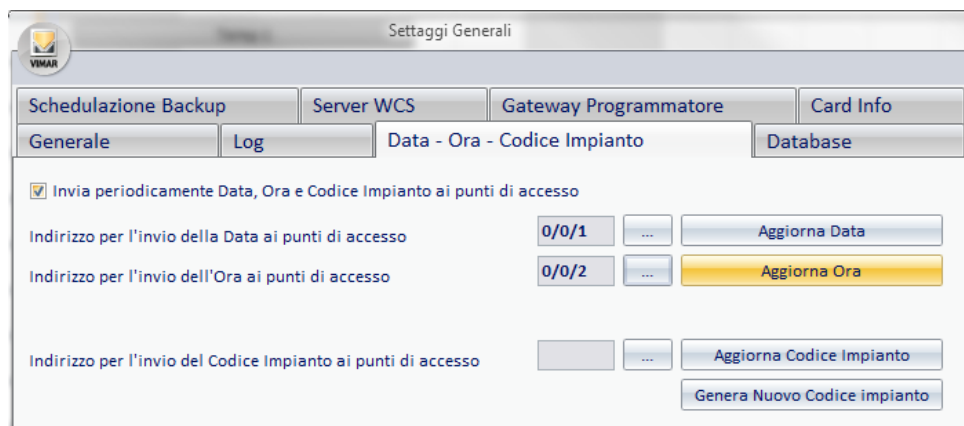 Settaggi Generali
VIMAR
Schedulazione Backup Server WCS Gateway Programmatore Card Info
Generale Log Data - Ora - Codice Impianto Database
Invia periodicamente Data, Ora e Codice Impianto ai punti di accesso
Indirizzo per l'invio della Data ai punti di accesso 0/0/1 ... Aggiorna Data
Indirizzo per l'invio dell'Ora ai punti di accesso 0/0/2 ... Aggiorna Ora
Indirizzo per l'invio del Codice Impianto ai punti di accesso ... Aggiorna Codice Impianto
Genera Nuovo Codice impianto